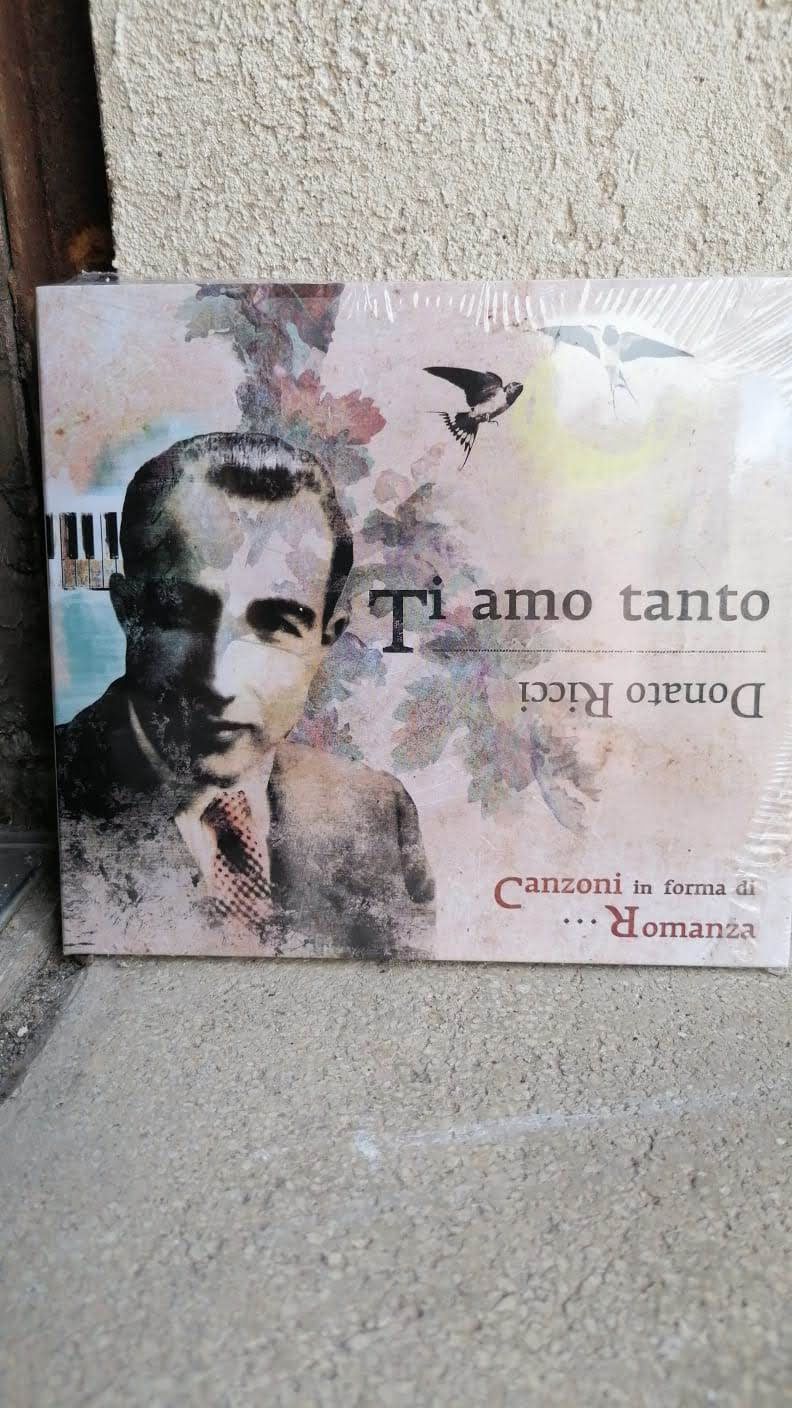 Ti amo tanto
Donato Ricci
Canzoni in forma di
...Romanza